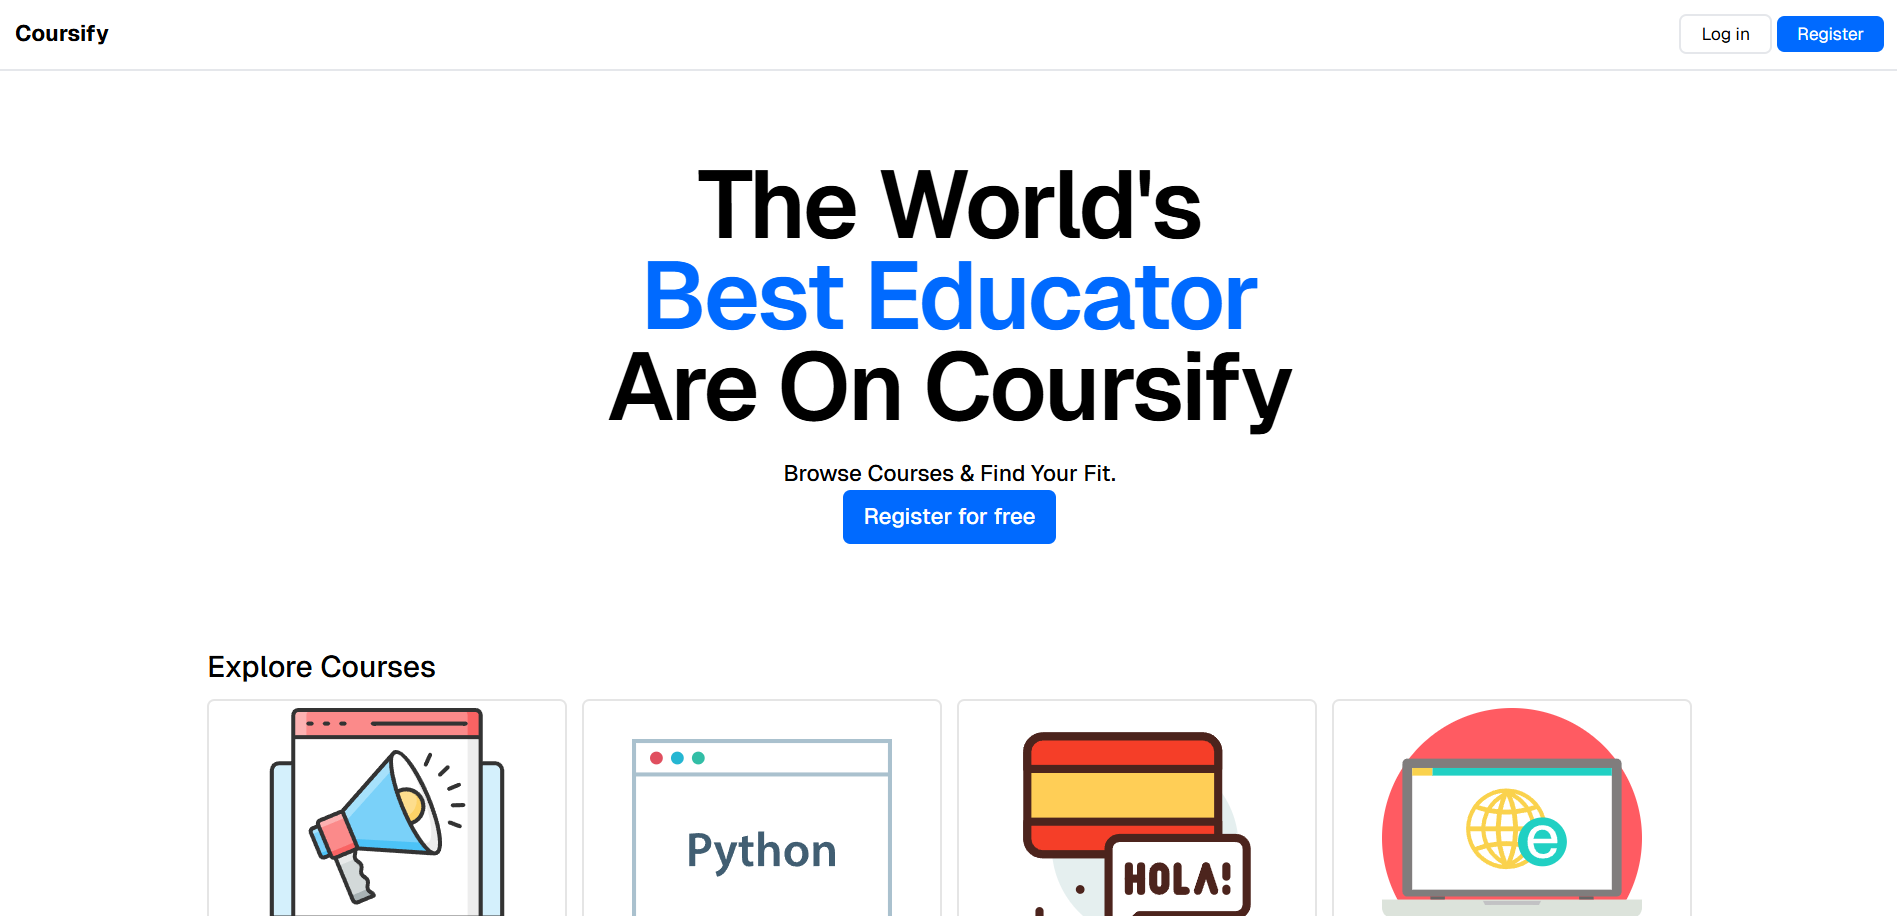 Coursify
Log in
Register
The World's
Best Educator
Are On Coursify
Browse Courses & Find Your Fit.
Register for free
Explore Courses
Python
HOLA!
e